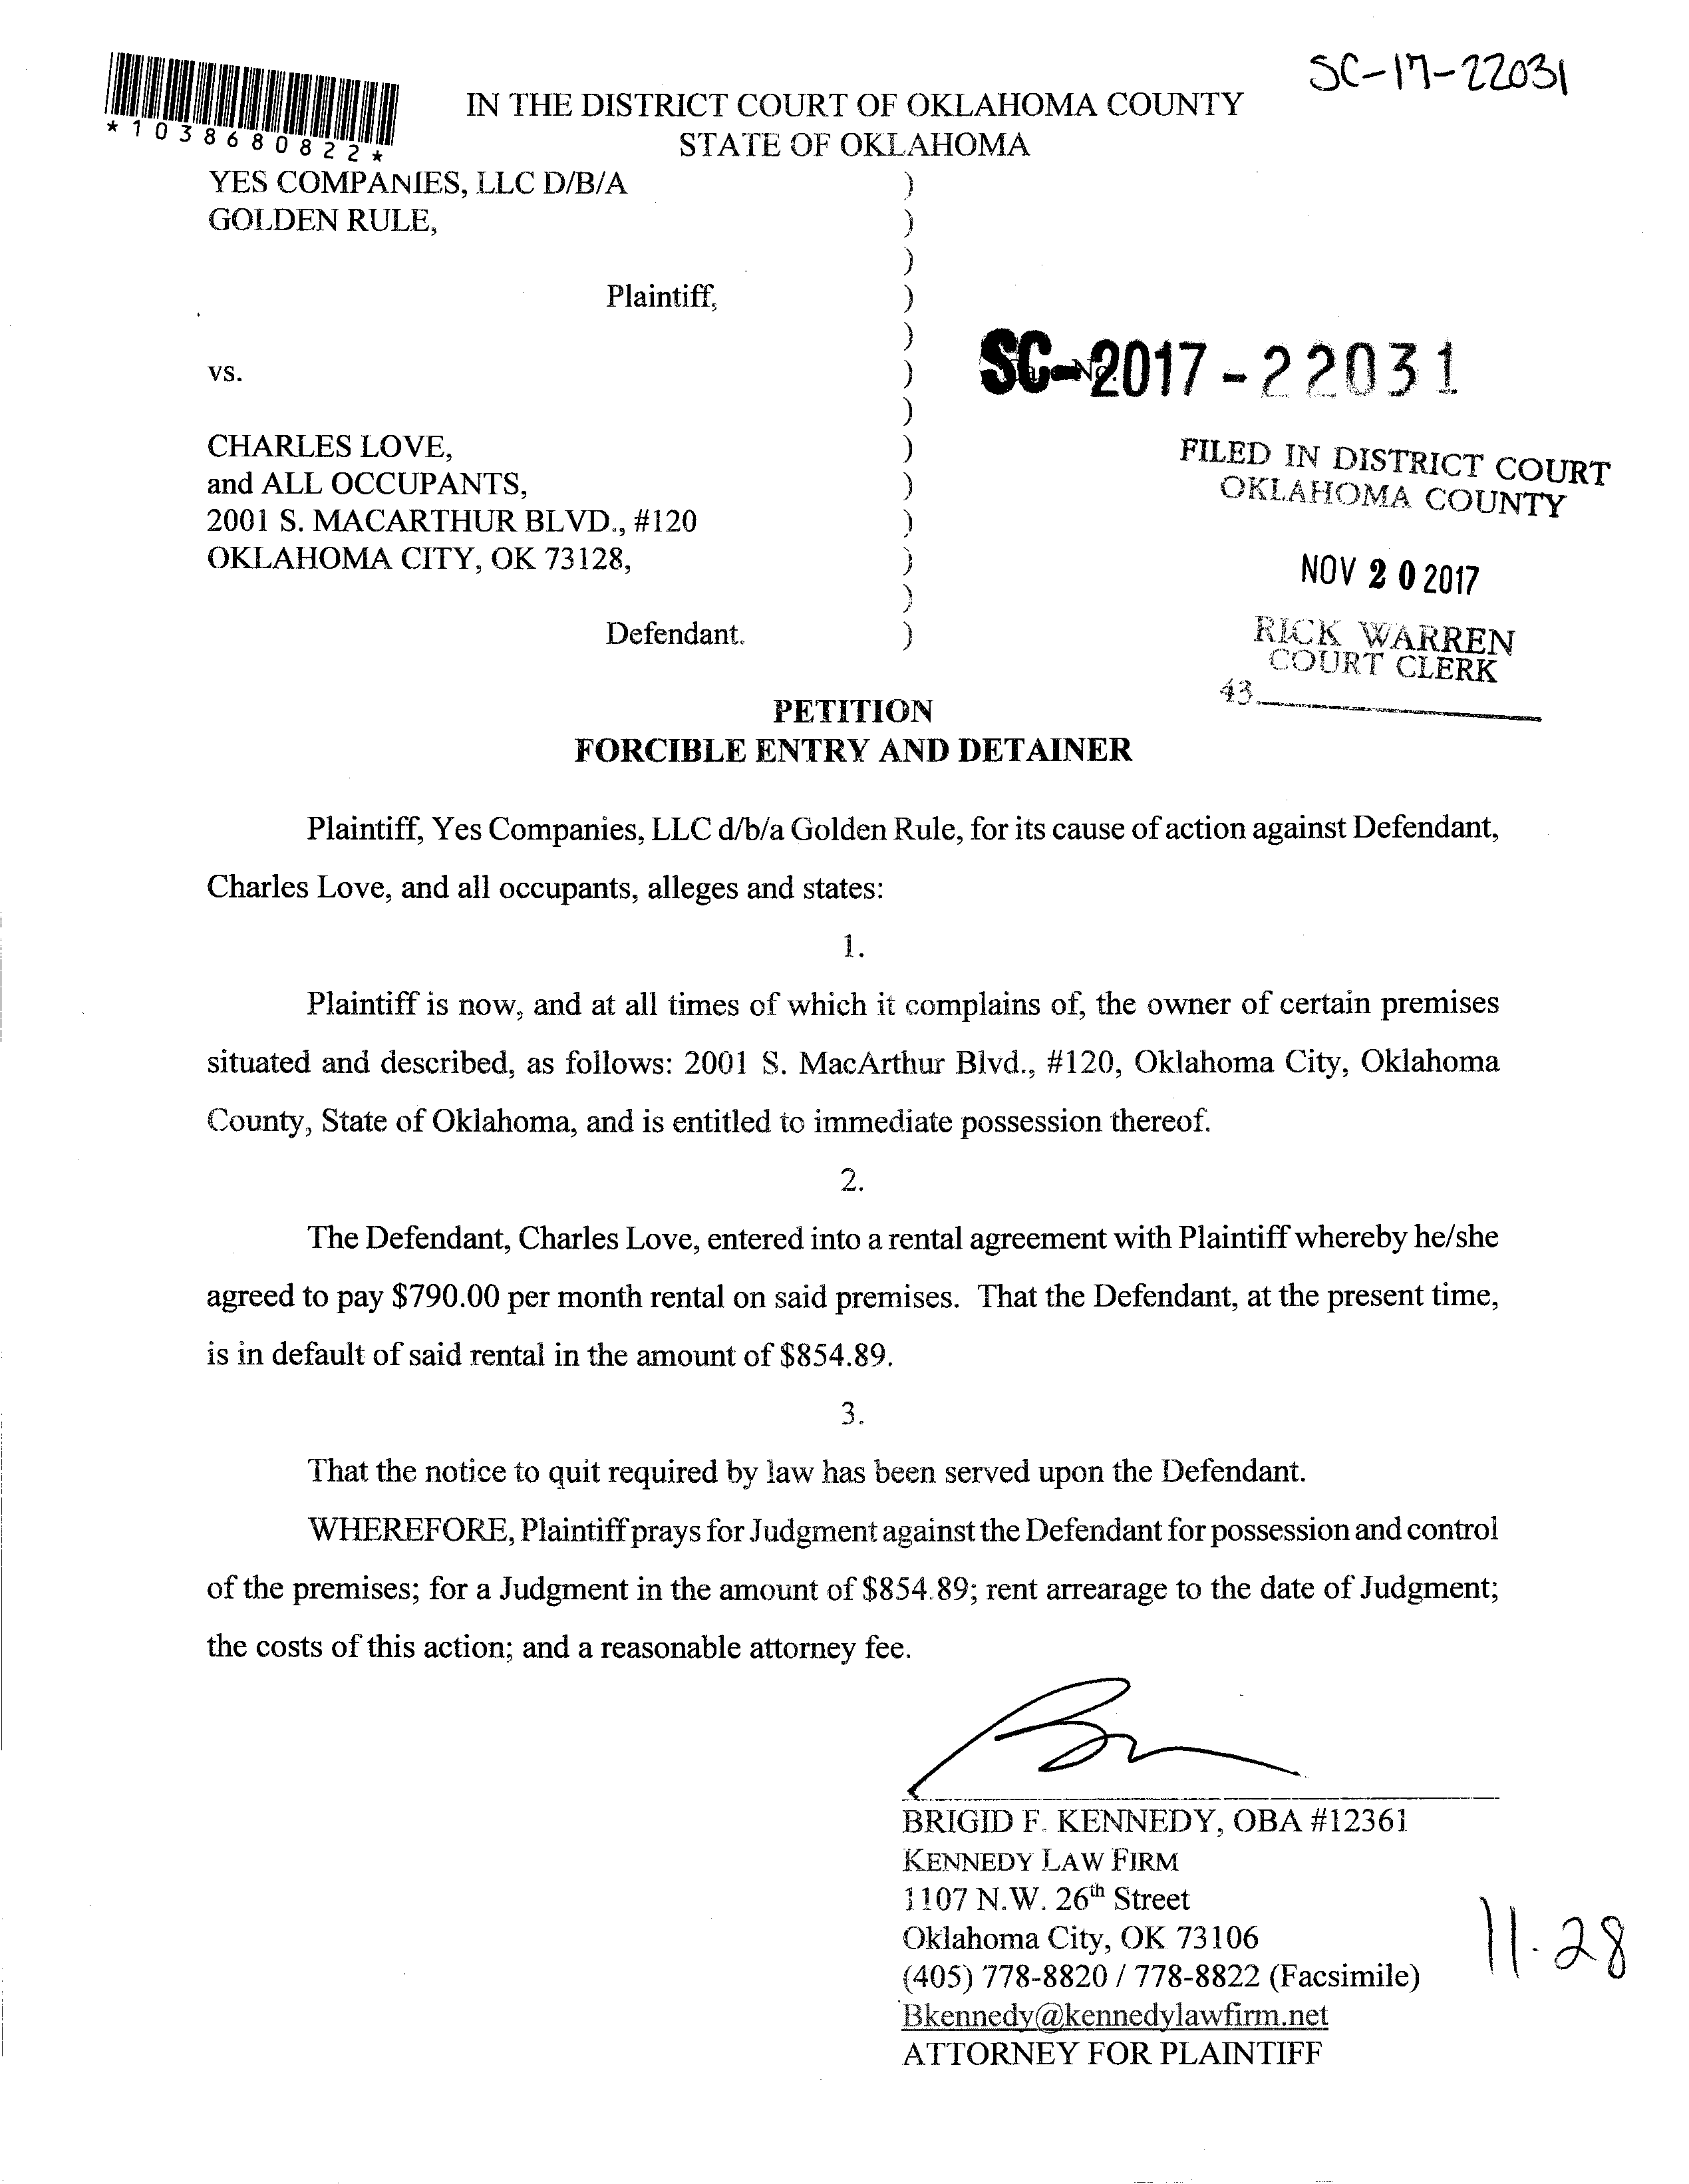 SC-17-22031
*1038680822*
IN THE DISTRICT COURT OF OKLAHOMA COUNTY
STATE OF OKLAHOMA
YES COMPANIES, LLC D/B/A )
GOLDEN RULE, )
)
Plaintiff, )
)
vs. )
SC-2017-22031
)
CHARLES LOVE, )
and ALL OCCUPANTS, )
2001 S. MACARTHUR BLVD., #120 )
OKLAHOMA CITY, OK 73128, )
)
Defendant. )
FILED IN DISTRICT COURT
OKLAHOMA COUNTY
NOV 20 2017
RICK WARREN
COURT CLERK
43
PETITION
FORCIBLE ENTRY AND DETAINER
Plaintiff, Yes Companies, LLC d/b/a Golden Rule, for its cause of action against Defendant,
Charles Love, and all occupants, alleges and states:
1.
Plaintiff is now, and at all times of which it complains of, the owner of certain premises
situated and described, as follows: 2001 S. MacArthur Blvd., #120, Oklahoma City, Oklahoma
County, State of Oklahoma, and is entitled to immediate possession thereof.
2.
The Defendant, Charles Love, entered into a rental agreement with Plaintiff whereby he/she
agreed to pay $790.00 per month rental on said premises. That the Defendant, at the present time,
is in default of said rental in the amount of $854.89.
3.
That the notice to quit required by law has been served upon the Defendant.
WHEREFORE, Plaintiff prays for Judgment against the Defendant for possession and control
of the premises; for a Judgment in the amount of $854.89; rent arrearage to the date of Judgment;
the costs of this action; and a reasonable attorney fee.
BRIGID F. KENNEDY, OBA #12361
KENNEDY LAW FIRM
1107 N.W. 26th Street
Oklahoma City, OK 73106
(405) 778-8820 / 778-8822 (Facsimile)
Bkennedy@kennedylawfirm.net
ATTORNEY FOR PLAINTIFF
11.28